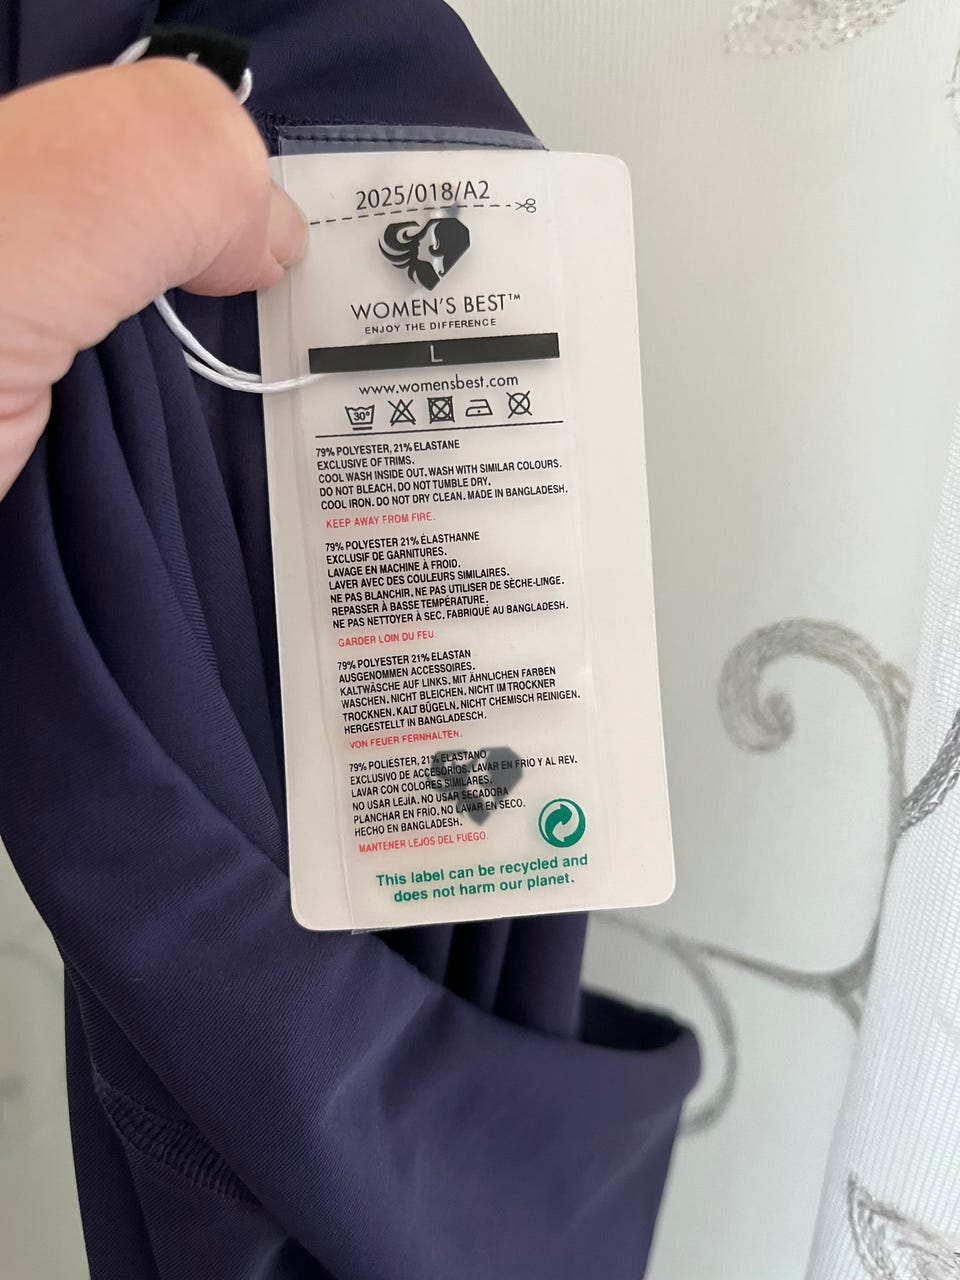 2025/018/A2
WOMEN'S BEST™
ENJOY THE DIFFERENCE
L
www.womensbest.com
30°
79% POLYESTER, 21% ELASTANE
EXCLUSIVE OF TRIMS.
COOL WASH INSIDE OUT. WASH WITH SIMILAR COLOURS.
DO NOT BLEACH. DO NOT TUMBLE DRY.
COOL IRON. DO NOT DRY CLEAN. MADE IN BANGLADESH.
KEEP AWAY FROM FIRE.
79% POLYESTER 21% ÉLASTHANNE
EXCLUSIF DE GARNITURES.
LAVAGE EN MACHINE À FROID.
LAVER AVEC DES COULEURS SIMILAIRES.
NE PAS BLANCHIR. NE PAS UTILISER DE SÈCHE-LINGE.
REPASSER À BASSE TEMPÉRATURE.
NE PAS NETTOYER À SEC. FABRIQUÉ AU BANGLADESH.
GARDER LOIN DU FEU.
79% POLYESTER 21% ELASTAN
AUSGENOMMEN ACCESSOIRES.
KALTWÄSCHE AUF LINKS. MIT ÄHNLICHEN FARBEN
WASCHEN. NICHT BLEICHEN. NICHT IM TROCKNER
TROCKNEN. KALT BÜGELN. NICHT CHEMISCH REINIGEN.
HERGESTELLT IN BANGLADESCH.
VON FEUER FERNHALTEN.
79% POLIÉSTER, 21% ELASTANO
EXCLUSIVO DE ACCESORIOS. LAVAR EN FRIO Y AL REV.
LAVAR CON COLORES SIMILARES.
NO USAR LEJÍA. NO USAR SECADORA
PLANCHAR EN FRÍO. NO LAVAR EN SECO.
HECHO EN BANGLADESH.
MANTENER LEJOS DEL FUEGO.
This label can be recycled and
does not harm our planet.